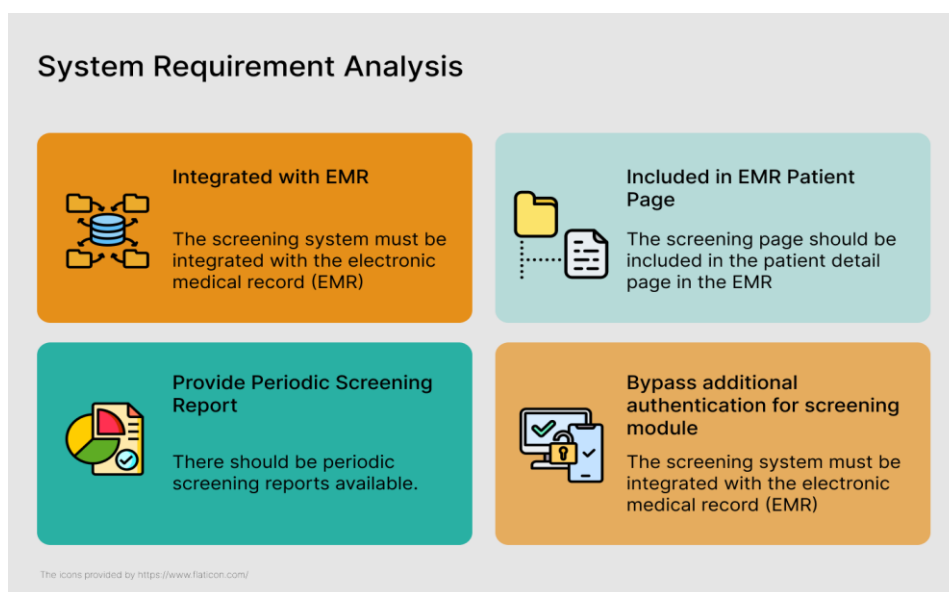 System Requirement Analysis
Integrated with EMR
The screening system must be
integrated with the electronic
medical record (EMR)
Included in EMR Patient
Page
The screening page should be
included in the patient detail
page in the EMR
Provide Periodic Screening
Report
There should be periodic
screening reports available.
Bypass additional
authentication for screening
module
The screening system must be
integrated with the electronic
medical record (EMR)
The icons provided by https://www.flaticon.com/